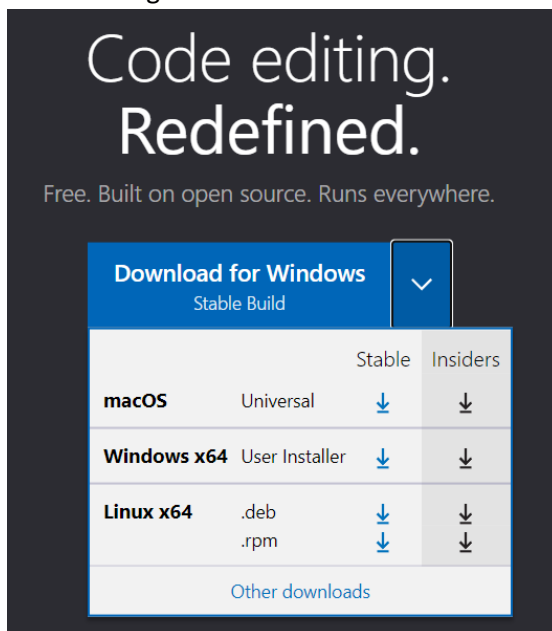 Code editing.
Redefined.
Free. Built on open source. Runs everywhere.
Download for Windows
Stable Build
Stable Insiders
macOS Universal
Windows x64 User Installer
Linux x64 .deb
.rpm
Other downloads